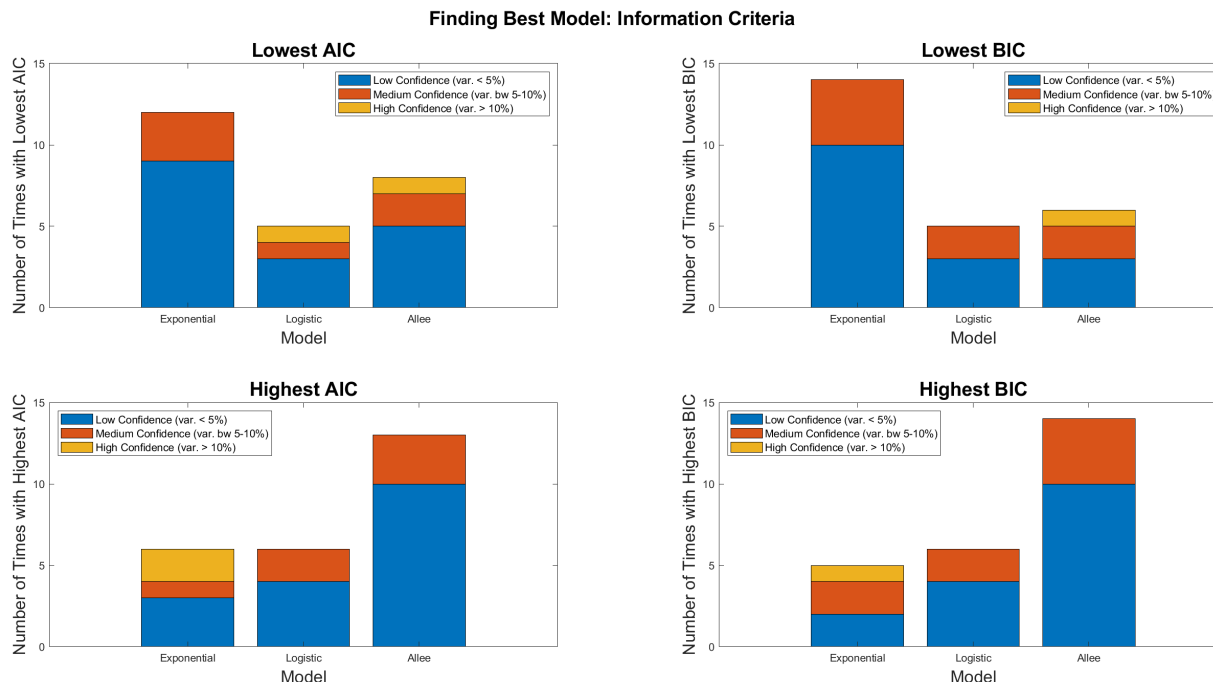 Finding Best Model: Information Criteria
Lowest AIC
Number of Times with Lowest AIC
15
10
5
0
Low Confidence (var. < 5%)
Medium Confidence (var. bw 5-10%)
High Confidence (var. > 10%)
Exponential Logistic Allee
Model
Lowest BIC
Number of Times with Lowest BIC
15
10
5
0
Low Confidence (var. < 5%)
Medium Confidence (var. bw 5-10%
High Confidence (var. > 10%)
Exponential Logistic Allee
Model
Highest AIC
Number of Times with Highest AIC
15
10
5
0
Low Confidence (var. < 5%)
Medium Confidence (var. bw 5-10%)
High Confidence (var. > 10%)
Exponential Logistic Allee
Model
Highest BIC
Number of Times with Highest BIC
15
10
5
0
Low Confidence (var. < 5%)
Medium Confidence (var. bw 5-10%)
High Confidence (var. > 10%)
Exponential Logistic Allee
Model